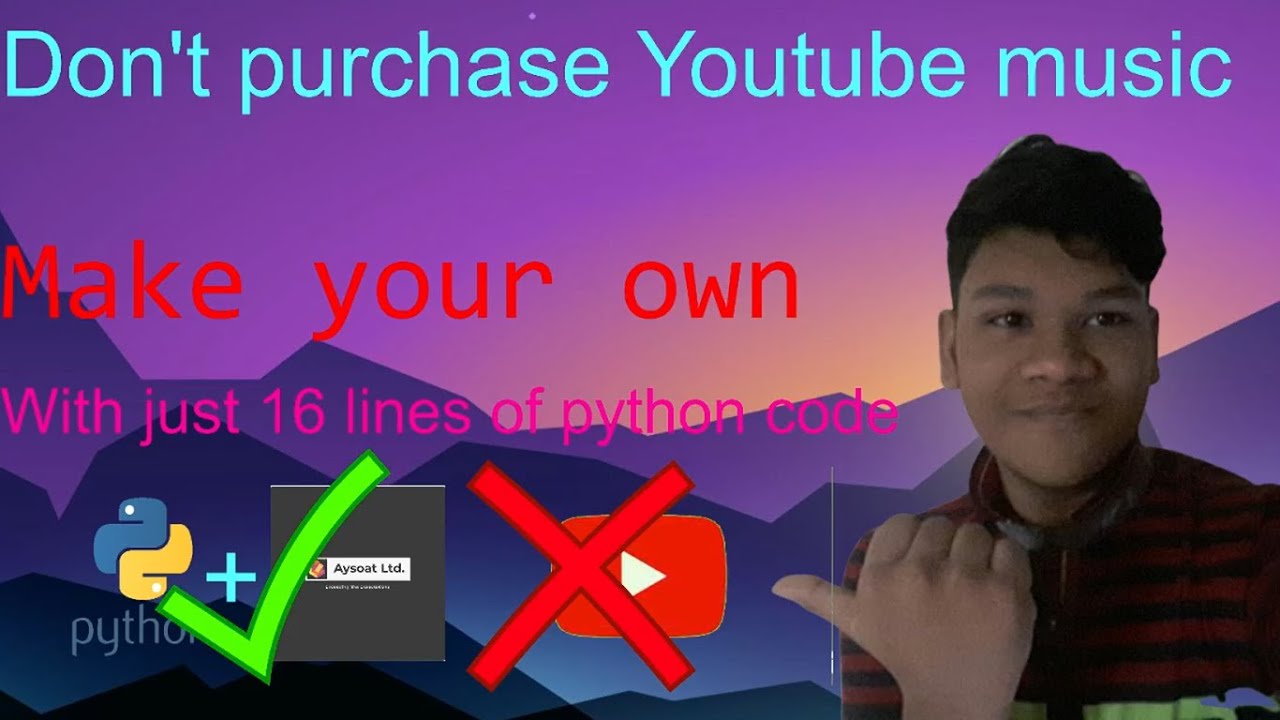 Don't purchase Youtube music
Make your own
With just 16 lines of python code
Aysoat Ltd.
python
+